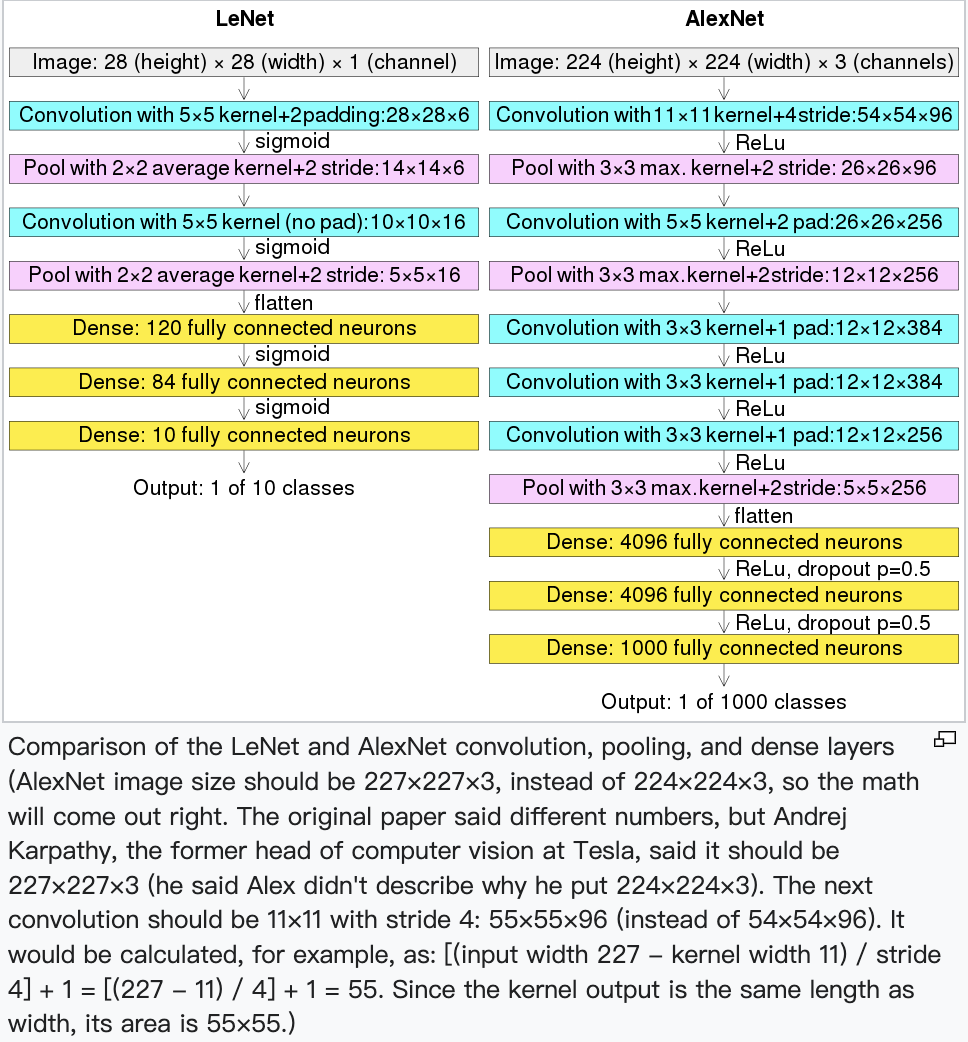 LeNet
Image: 28 (height) × 28 (width) × 1 (channel)
Convolution with 5×5 kernel+2padding:28×28×6
sigmoid
Pool with 2×2 average kernel+2 stride:14×14×6
Convolution with 5×5 kernel (no pad):10×10×16
sigmoid
Pool with 2×2 average kernel+2 stride: 5×5×16
flatten
Dense: 120 fully connected neurons
sigmoid
Dense: 84 fully connected neurons
sigmoid
Dense: 10 fully connected neurons
Output: 1 of 10 classes
AlexNet
Image: 224 (height) × 224 (width) × 3 (channels)
Convolution with 11×11 kernel+4stride:54×54×96
ReLu
Pool with 3×3 max. kernel+2 stride: 26×26×96
Convolution with 5×5 kernel+2 pad:26×26×256
ReLu
Pool with 3×3 max.kernel+2stride:12×12×256
Convolution with 3×3 kernel+1 pad:12×12×384
ReLu
Convolution with 3×3 kernel+1 pad:12×12×384
ReLu
Convolution with 3×3 kernel+1 pad:12×12×256
ReLu
Pool with 3×3 max.kernel+2stride:5×5×256
flatten
Dense: 4096 fully connected neurons
ReLu, dropout p=0.5
Dense: 4096 fully connected neurons
ReLu, dropout p=0.5
Dense: 1000 fully connected neurons
Output: 1 of 1000 classes
Comparison of the LeNet and AlexNet convolution, pooling, and dense layers
(AlexNet image size should be 227×227×3, instead of 224×224×3, so the math
will come out right. The original paper said different numbers, but Andrej
Karpathy, the former head of computer vision at Tesla, said it should be
227×227×3 (he said Alex didn't describe why he put 224×224×3). The next
convolution should be 11×11 with stride 4: 55×55×96 (instead of 54×54×96). It
would be calculated, for example, as: [(input width 227 – kernel width 11) / stride
4] + 1 = [(227 – 11) / 4] + 1 = 55. Since the kernel output is the same length as
width, its area is 55×55.)